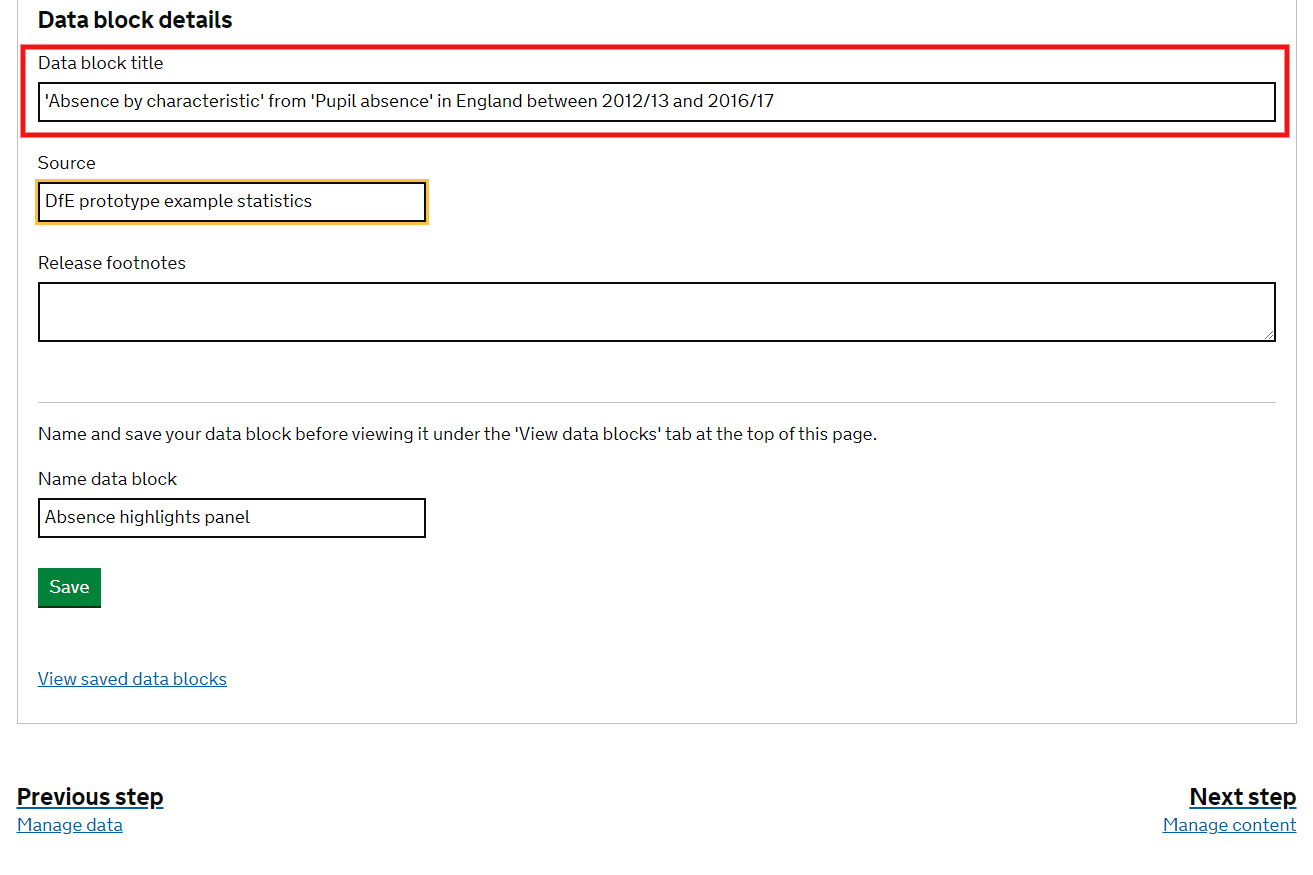 Data block details
Data block title
'Absence by characteristic' from 'Pupil absence' in England between 2012/13 and 2016/17
Source
DfE prototype example statistics
Release footnotes
Name and save your data block before viewing it under the 'View data blocks' tab at the top of this page.
Name data block
Absence highlights panel
Save
View saved data blocks
Previous step
Manage data
Next step
Manage content